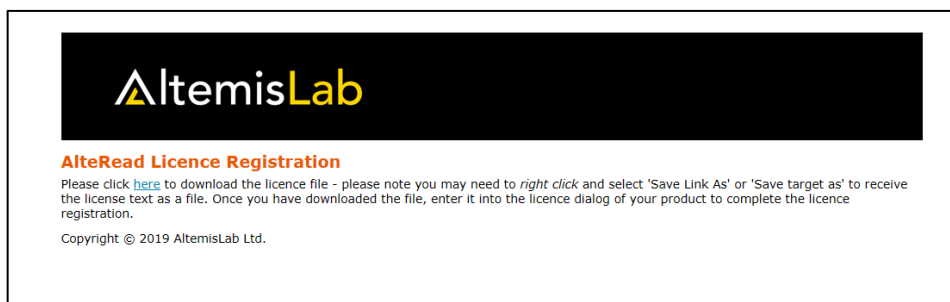 AltemisLab
AlteRead Licence Registration
Please click here to download the licence file - please note you may need to right click and select 'Save Link As' or 'Save target as' to receive
the license text as a file. Once you have downloaded the file, enter it into the licence dialog of your product to complete the licence
registration.
Copyright © 2019 AltemisLab Ltd.